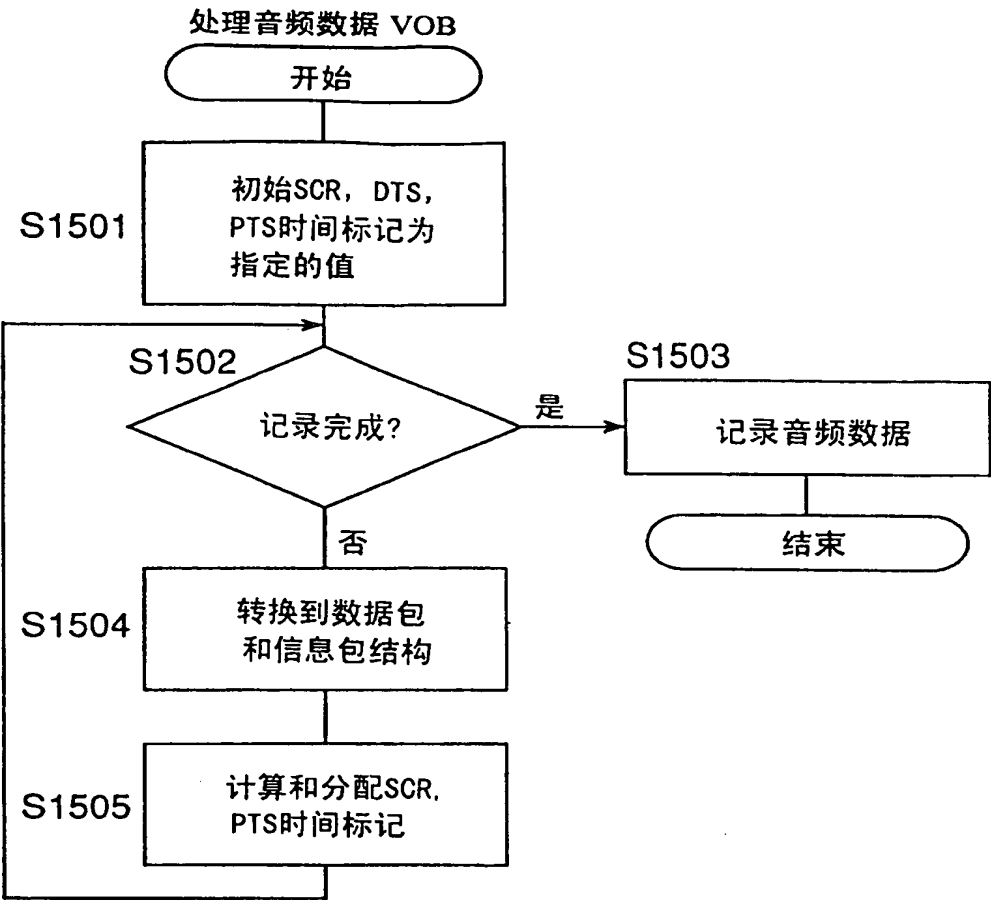 处理音频数据 VOB
开始
S1501
初始SCR, DTS,
PTS时间标记为
指定的值
S1502
记录完成?
是
S1503
记录音频数据
结束
否
S1504
转换到数据包
和信息包结构
S1505
计算和分配SCR,
PTS时间标记